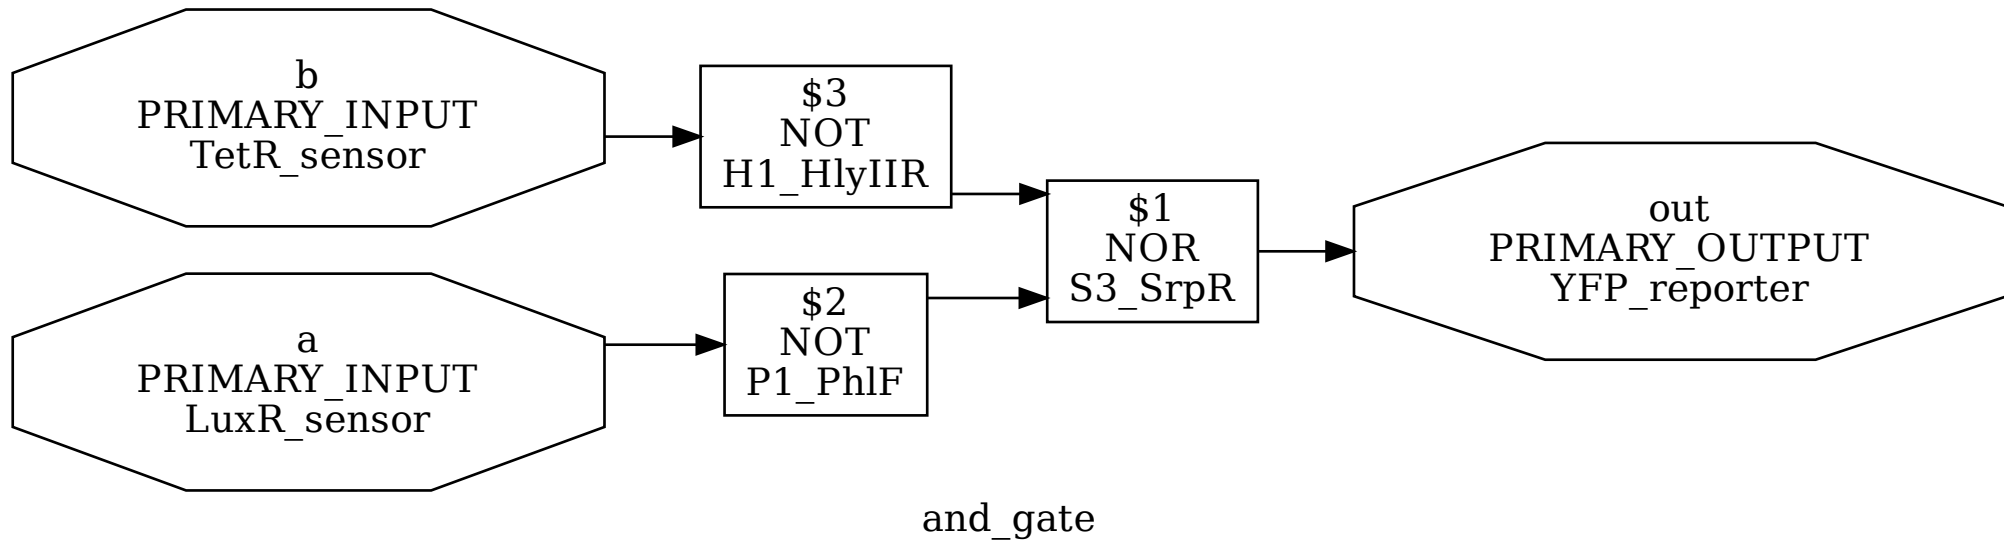 b
PRIMARY_INPUT
TetR_sensor
$3
NOT
H1_HlyIIR
a
PRIMARY_INPUT
LuxR_sensor
$2
NOT
P1_PhlF
$1
NOR
S3_SrpR
out
PRIMARY_OUTPUT
YFP_reporter
and_gate